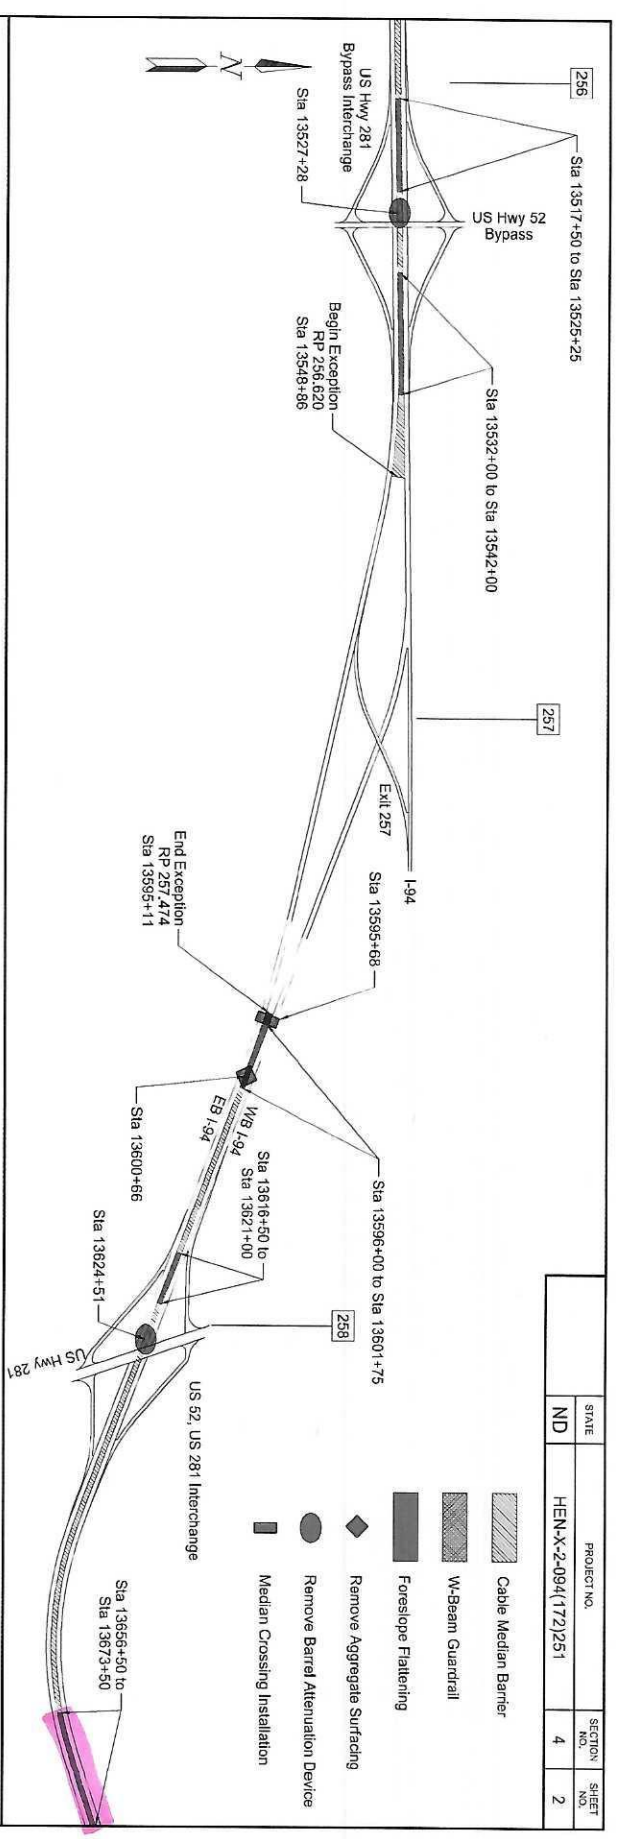 STATE
PROJECT NO.
SECTION NO.
SHEET NO.
ND
HEN-X-2-094(172)251
4
2
256
Sta 13517+50 to Sta 13525+25
US Hwy 52
Bypass
US Hwy 281
Bypass Interchange
Sta 13527+28
N
Sta 13532+00 to Sta 13542+00
Begin Exception
RP 256.620
Sta 13548+86
257
I-94
Exit 257
Sta 13595+68
End Exception
RP 257.474
Sta 13595+11
Sta 13596+00 to Sta 13601+75
Sta 13600+66
WB I-94
EB I-94
Sta 13616+50 to
Sta 13621+00
Sta 13624+51
258
US Hwy 281
US 52, US 281 Interchange
Sta 13656+50 to
Sta 13673+50
Cable Median Barrier
W-Beam Guardrail
Foreslope Flattening
Remove Aggregate Surfacing
Remove Barrel Attenuation Device
Median Crossing Installation